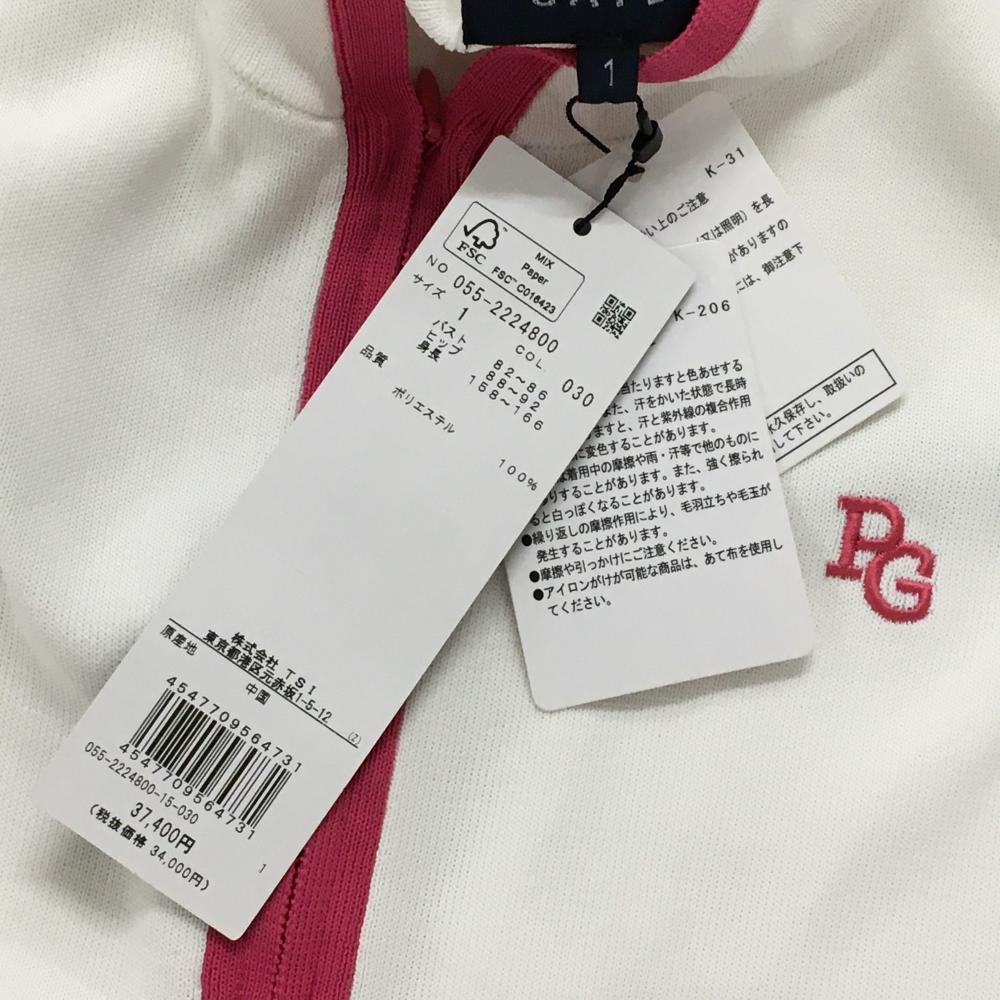 1
FSC
MIX
Paper
FSC™ C016423
NO 055-2224800
サイズ 1 COL. 030
バスト 82~86
ヒップ 88~92
身長 158~166
品質
ポリエステル 100%
株式会社 TSI
東京都港区元赤坂1-5-12
原産地 中国 (Z)
4547709564731
4547709564731
055-2224800-15-030
37,400円
(税抜価格 34,000円)
1
K-31
い上のご注意
(又は照明)を長
がありますの
には、御注意下
永久保存し、取扱いの
して下さい。
K-206
当たりますと色あせする
また、汗をかいた状態で長時
ますと、汗と紫外線の複合作用
に変色することがあります。
着用中の摩擦や雨・汗等で他のものに
りすることがあります。また、強く擦られ
ると白っぽくなることがあります。
●繰り返しの摩擦作用により、毛羽立ちや毛玉が
発生することがあります。
●摩擦や引っかけにご注意ください。
●アイロンがけが可能な商品は、あて布を使用し
てください。
PG